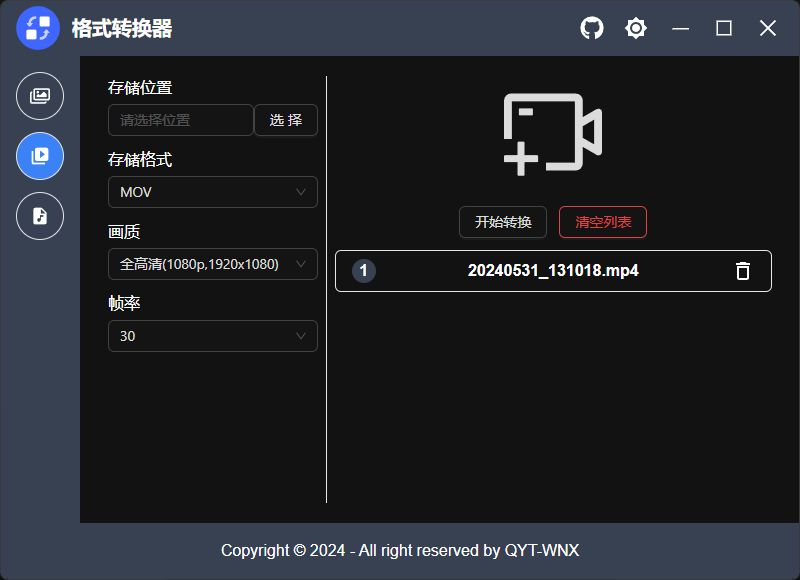 格式转换器
存储位置
请选择位置
选 择
存储格式
MOV
画质
全高清(1080p,1920x1080)
帧率
30
开始转换
清空列表
1
20240531_131018.mp4
Copyright © 2024 - All right reserved by QYT-WNX